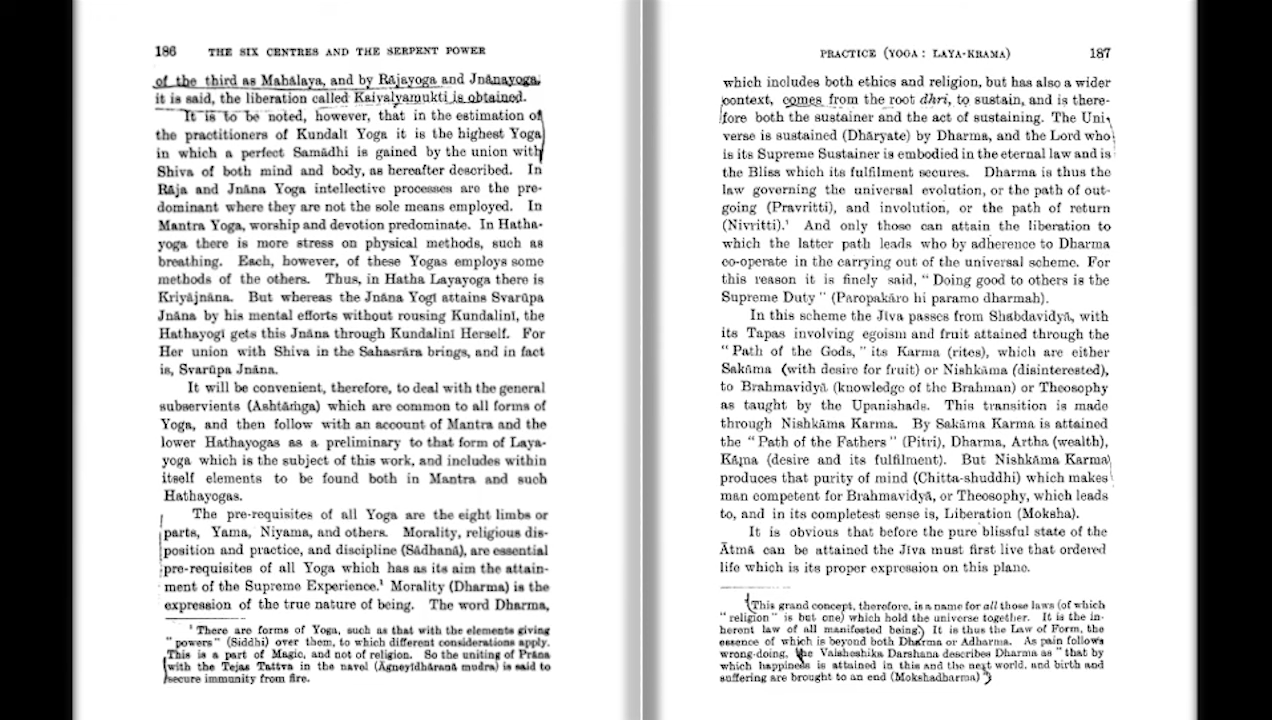 186 THE SIX CENTRES AND THE SERPENT POWER
of the third as Mahālaya, and by Rājayoga and Jnānayoga,
it is said, the liberation called Kaivalyamukti is obtained.
It is to be noted, however, that in the estimation of
the practitioners of Kundalī Yoga it is the highest Yoga
in which a perfect Samādhi is gained by the union with
Shiva of both mind and body, as hereafter described. In
Rāja and Jnāna Yoga intellective processes are the pre-
dominant where they are not the sole means employed. In
Mantra Yoga, worship and devotion predominate. In Hatha-
yoga there is more stress on physical methods, such as
breathing. Each, however, of these Yogas employs some
methods of the others. Thus, in Hatha Layayoga there is
Kriyājnāna. But whereas the Jnāna Yogī attains Svarūpa
Jnāna by his mental efforts without rousing Kundalinī, the
Hathayogī gets this Jnāna through Kundalinī Herself. For
Her union with Shiva in the Sahasrāra brings, and in fact
is, Svarūpa Jnāna.
It will be convenient, therefore, to deal with the general
subservients (Ashtāṁga) which are common to all forms of
Yoga, and then follow with an account of Mantra and the
lower Hathayogas as a preliminary to that form of Laya-
yoga which is the subject of this work, and includes within
itself elements to be found both in Mantra and such
Hathayogas.
The pre-requisites of all Yoga are the eight limbs or
parts, Yama, Niyama, and others. Morality, religious dis-
position and practice, and discipline (Sādhanā), are essential
pre-requisites of all Yoga which has as its aim the attain-
ment of the Supreme Experience.¹ Morality (Dharma) is the
expression of the true nature of being. The word Dharma,
¹ There are forms of Yoga, such as that with the elements giving
"powers" (Siddhi) over them, to which different considerations apply.
This is a part of Magic, and not of religion. So the uniting of Prāna
with the Tejas Tattva in the navel (Āgneyīdhāranā mudrā) is said to
secure immunity from fire.
PRACTICE (YOGA: LAYA-KRAMA) 187
which includes both ethics and religion, but has also a wider
context, comes from the root dhri, to sustain, and is there-
fore both the sustainer and the act of sustaining. The Uni-
verse is sustained (Dhāryate) by Dharma, and the Lord who
is its Supreme Sustainer is embodied in the eternal law and is
the Bliss which its fulfilment secures. Dharma is thus the
law governing the universal evolution, or the path of out-
going (Pravritti), and involution, or the path of return
(Nivritti).¹ And only those can attain the liberation to
which the latter path leads who by adherence to Dharma
co-operate in the carrying out of the universal scheme. For
this reason it is finely said, "Doing good to others is the
Supreme Duty" (Paropakāro hi paramo dharmah).
In this scheme the Jīva passes from Shabdavidyā, with
its Tapas involving egoism and fruit attained through the
"Path of the Gods," its Karma (rites), which are either
Sakāma (with desire for fruit) or Nishkāma (disinterested),
to Brahmavidyā (knowledge of the Brahman) or Theosophy
as taught by the Upanishads. This transition is made
through Nishkāma Karma. By Sakāma Karma is attained
the "Path of the Fathers" (Pitri), Dharma, Artha (wealth),
Kāma (desire and its fulfilment). But Nishkāma Karma
produces that purity of mind (Chitta-shuddhi) which makes
man competent for Brahmavidyā, or Theosophy, which leads
to, and in its completest sense is, Liberation (Moksha).
It is obvious that before the pure blissful state of the
Ātmā can be attained the Jīva must first live that ordered
life which is its proper expression on this plane.
(This grand concept, therefore, is a name for all those laws (of which
"religion" is but one) which hold the universe together. It is the in-
herent law of all manifested being.) It is thus the Law of Form, the
essence of which is beyond both Dharma or Adharma. As pain follows
wrong-doing, the Vaisheshika Darshana describes Dharma as "that by
which happiness is attained in this and the next world, and birth and
suffering are brought to an end (Mokshadharma)")